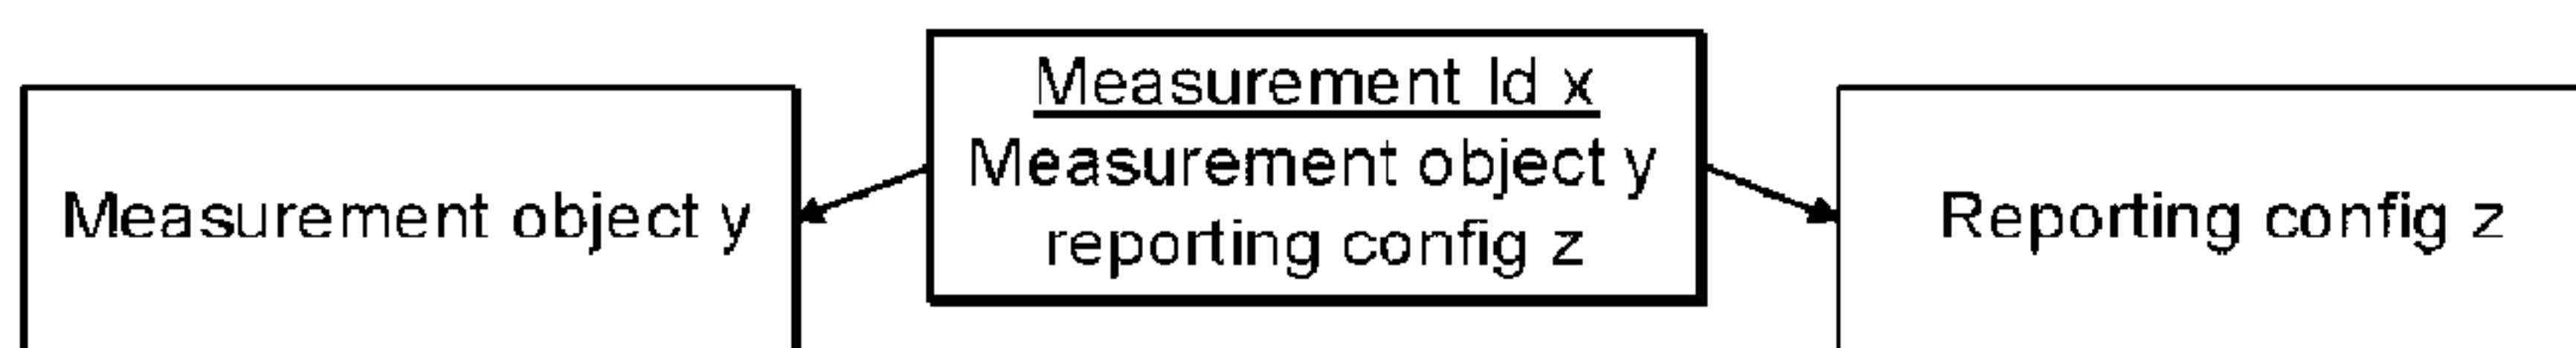 Measurement object y
Measurement Id x
Measurement object y
reporting config z
Reporting config z